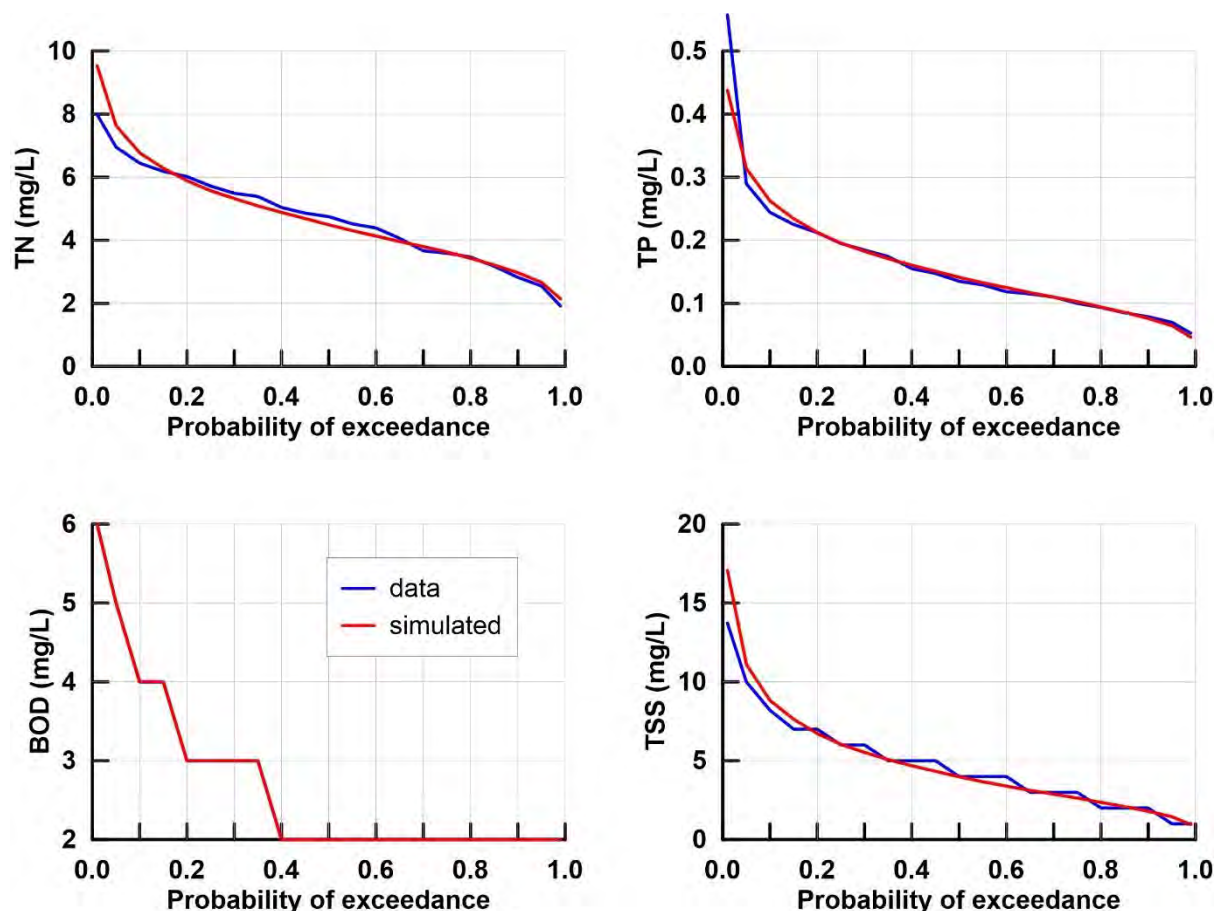 TN (mg/L)
10
8
6
4
2
0
0.0 0.2 0.4 0.6 0.8 1.0
Probability of exceedance
TP (mg/L)
0.5
0.4
0.3
0.2
0.1
0.0
0.0 0.2 0.4 0.6 0.8 1.0
Probability of exceedance
BOD (mg/L)
6
5
4
3
2
data
simulated
0.0 0.2 0.4 0.6 0.8 1.0
Probability of exceedance
TSS (mg/L)
20
15
10
5
0
0.0 0.2 0.4 0.6 0.8 1.0
Probability of exceedance